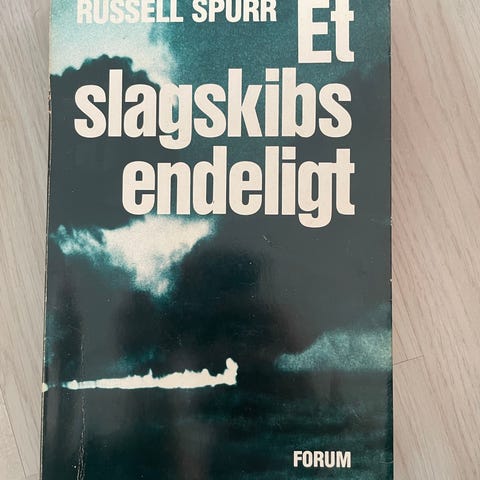 RUSSELL SPURR
Et
slagskibs
endeligt
FORUM